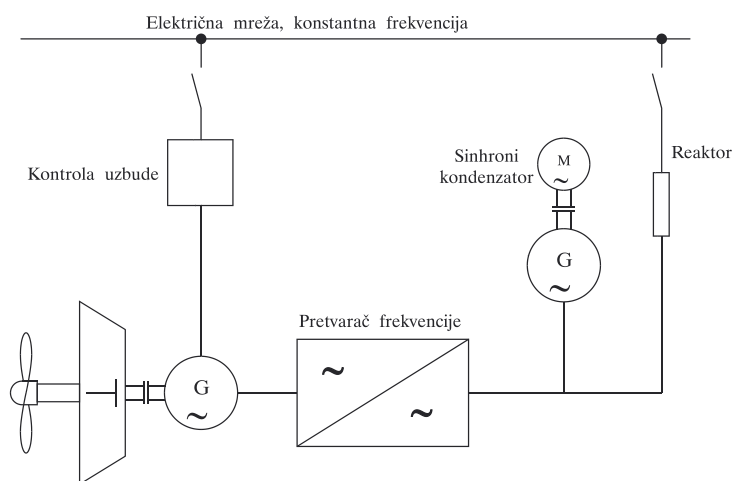 Električna mreža, konstantna frekvencija
Kontrola uzbude
Sinhroni
kondenzator
M
~
Reaktor
G
~
Pretvarač frekvencije
~
~
G
~